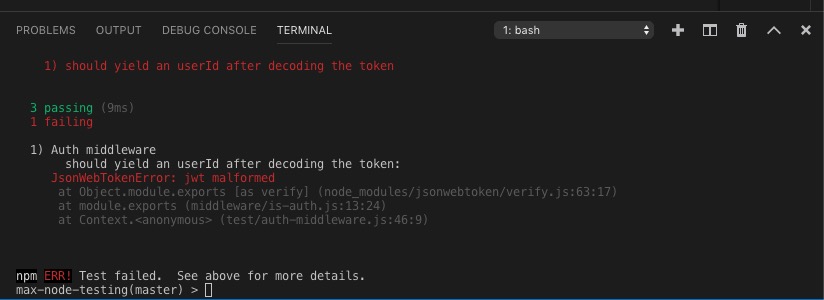 PROBLEMS OUTPUT DEBUG CONSOLE TERMINAL 1: bash
1) should yield an userId after decoding the token
3 passing (9ms)
1 failing
1) Auth middleware
should yield an userId after decoding the token:
JsonWebTokenError: jwt malformed
at Object.module.exports [as verify] (node_modules/jsonwebtoken/verify.js:63:17)
at module.exports (middleware/is-auth.js:13:24)
at Context.<anonymous> (test/auth-middleware.js:46:9)
npm ERR! Test failed.  See above for more details.
max-node-testing(master) >